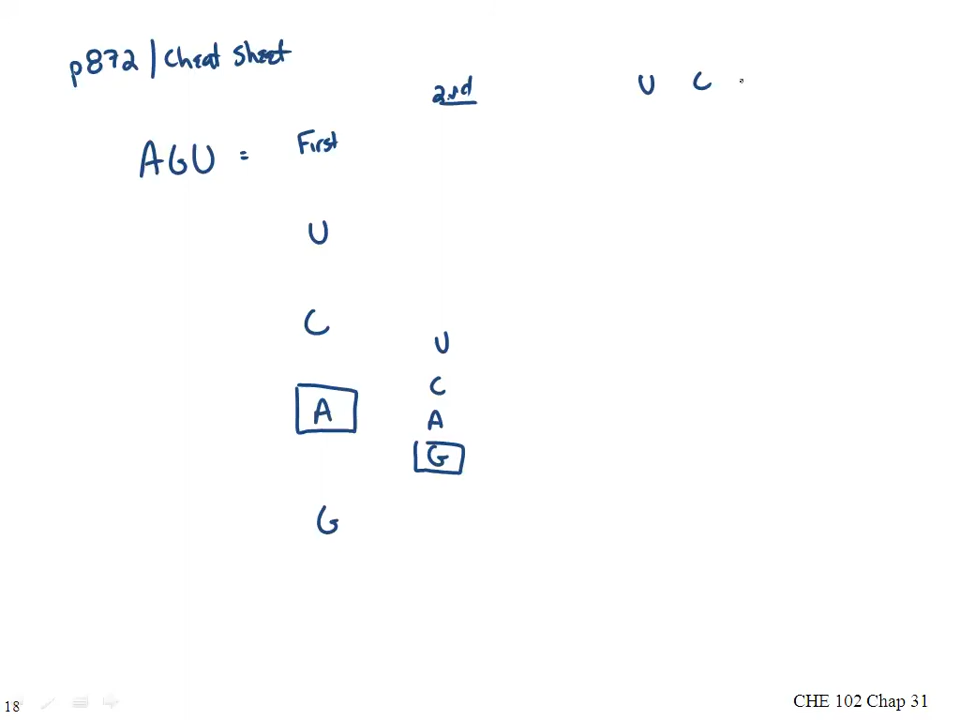 p872 | Cheat Sheet
2nd
U C
AGU = First
U
C
U
C
A
A
G
G
18
CHE 102 Chap 31